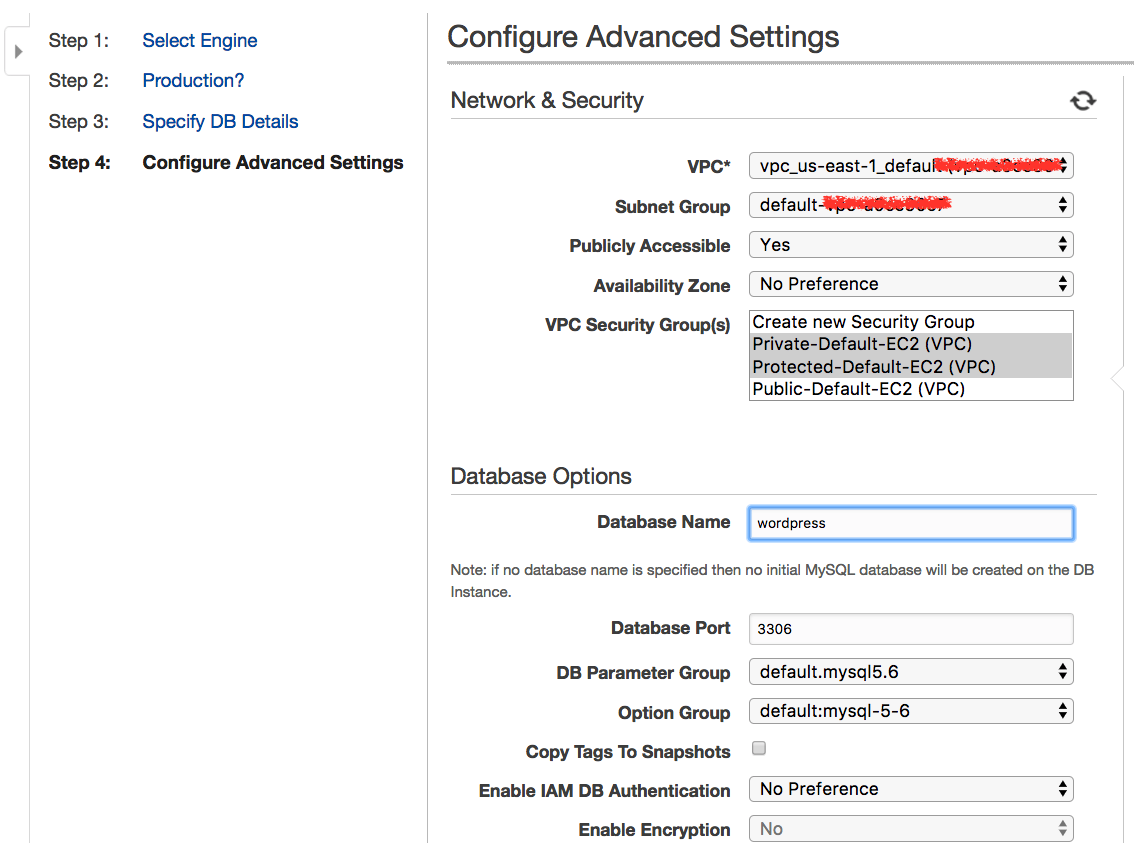 Step 1: Select Engine
Step 2: Production?
Step 3: Specify DB Details
Step 4: Configure Advanced Settings
Configure Advanced Settings
Network & Security
VPC* vpc_us-east-1_defaul
Subnet Group default-
Publicly Accessible Yes
Availability Zone No Preference
VPC Security Group(s) Create new Security Group
Private-Default-EC2 (VPC)
Protected-Default-EC2 (VPC)
Public-Default-EC2 (VPC)
Database Options
Database Name wordpress
Note: if no database name is specified then no initial MySQL database will be created on the DB
Instance.
Database Port 3306
DB Parameter Group default.mysql5.6
Option Group default:mysql-5-6
Copy Tags To Snapshots
Enable IAM DB Authentication No Preference
Enable Encryption No